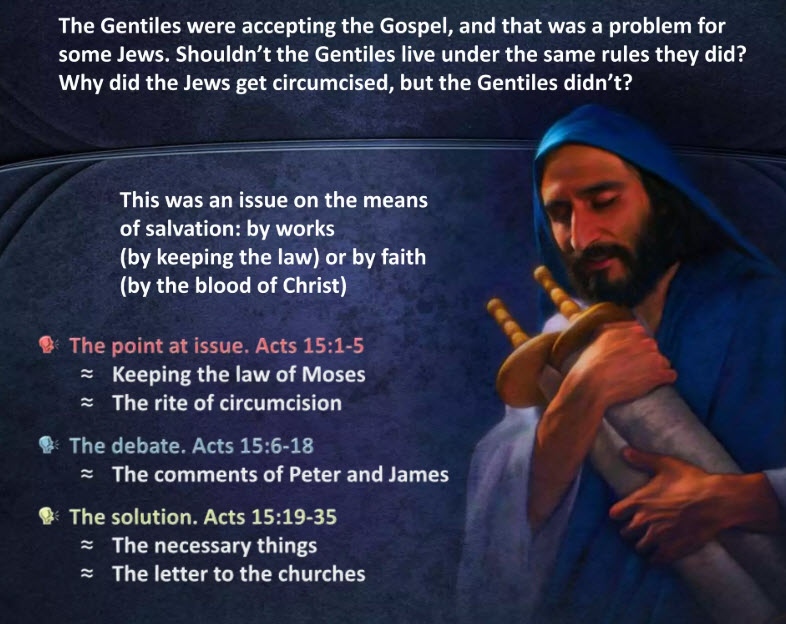 The Gentiles were accepting the Gospel, and that was a problem for
some Jews. Shouldn’t the Gentiles live under the same rules they did?
Why did the Jews get circumcised, but the Gentiles didn’t?
This was an issue on the means
of salvation: by works
(by keeping the law) or by faith
(by the blood of Christ)
The point at issue. Acts 15:1-5
≈ Keeping the law of Moses
≈ The rite of circumcision
The debate. Acts 15:6-18
≈ The comments of Peter and James
The solution. Acts 15:19-35
≈ The necessary things
≈ The letter to the churches